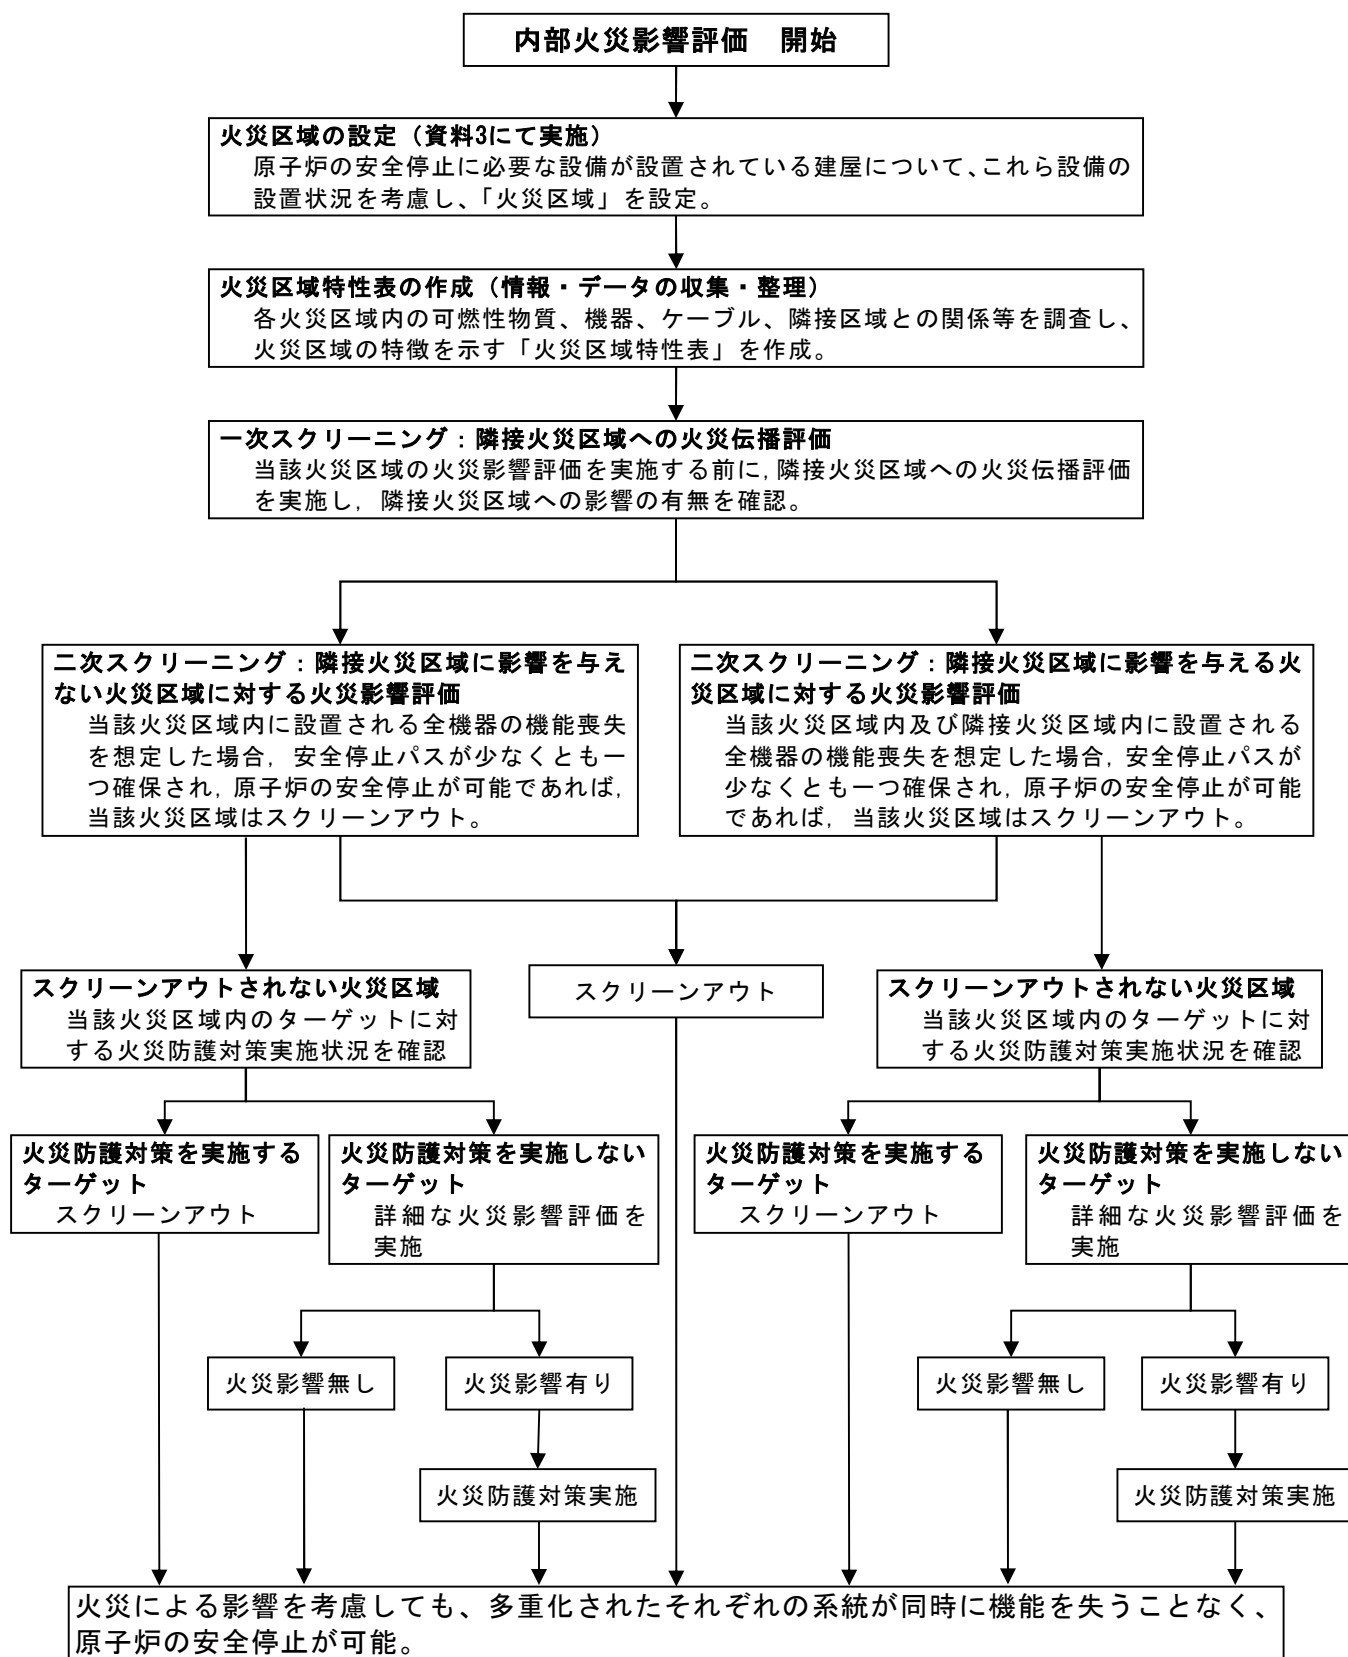 内部火災影響評価　開始
火災区域の設定（資料3にて実施）
原子炉の安全停止に必要な設備が設置されている建屋について、これら設備の
設置状況を考慮し、「火災区域」を設定。
火災区域特性表の作成（情報・データの収集・整理）
各火災区域内の可燃性物質、機器、ケーブル、隣接区域との関係等を調査し、
火災区域の特徴を示す「火災区域特性表」を作成。
一次スクリーニング：隣接火災区域への火災伝播評価
当該火災区域の火災影響評価を実施する前に，隣接火災区域への火災伝播評価
を実施し，隣接火災区域への影響の有無を確認。
二次スクリーニング：隣接火災区域に影響を与え
ない火災区域に対する火災影響評価
当該火災区域内に設置される全機器の機能喪失
を想定した場合，安全停止パスが少なくとも一
つ確保され，原子炉の安全停止が可能であれば，
当該火災区域はスクリーンアウト。
二次スクリーニング：隣接火災区域に影響を与える火
災区域に対する火災影響評価
当該火災区域内及び隣接火災区域内に設置される
全機器の機能喪失を想定した場合，安全停止パスが
少なくとも一つ確保され，原子炉の安全停止が可能
であれば，当該火災区域はスクリーンアウト。
スクリーンアウトされない火災区域
当該火災区域内のターゲットに対
する火災防護対策実施状況を確認
スクリーンアウト
スクリーンアウトされない火災区域
当該火災区域内のターゲットに対
する火災防護対策実施状況を確認
火災防護対策を実施する
ターゲット
スクリーンアウト
火災防護対策を実施しない
ターゲット
詳細な火災影響評価を
実施
火災防護対策を実施する
ターゲット
スクリーンアウト
火災防護対策を実施しない
ターゲット
詳細な火災影響評価を
実施
火災影響無し
火災影響有り
火災影響無し
火災影響有り
火災防護対策実施
火災防護対策実施
火災による影響を考慮しても、多重化されたそれぞれの系統が同時に機能を失うことなく、
原子炉の安全停止が可能。